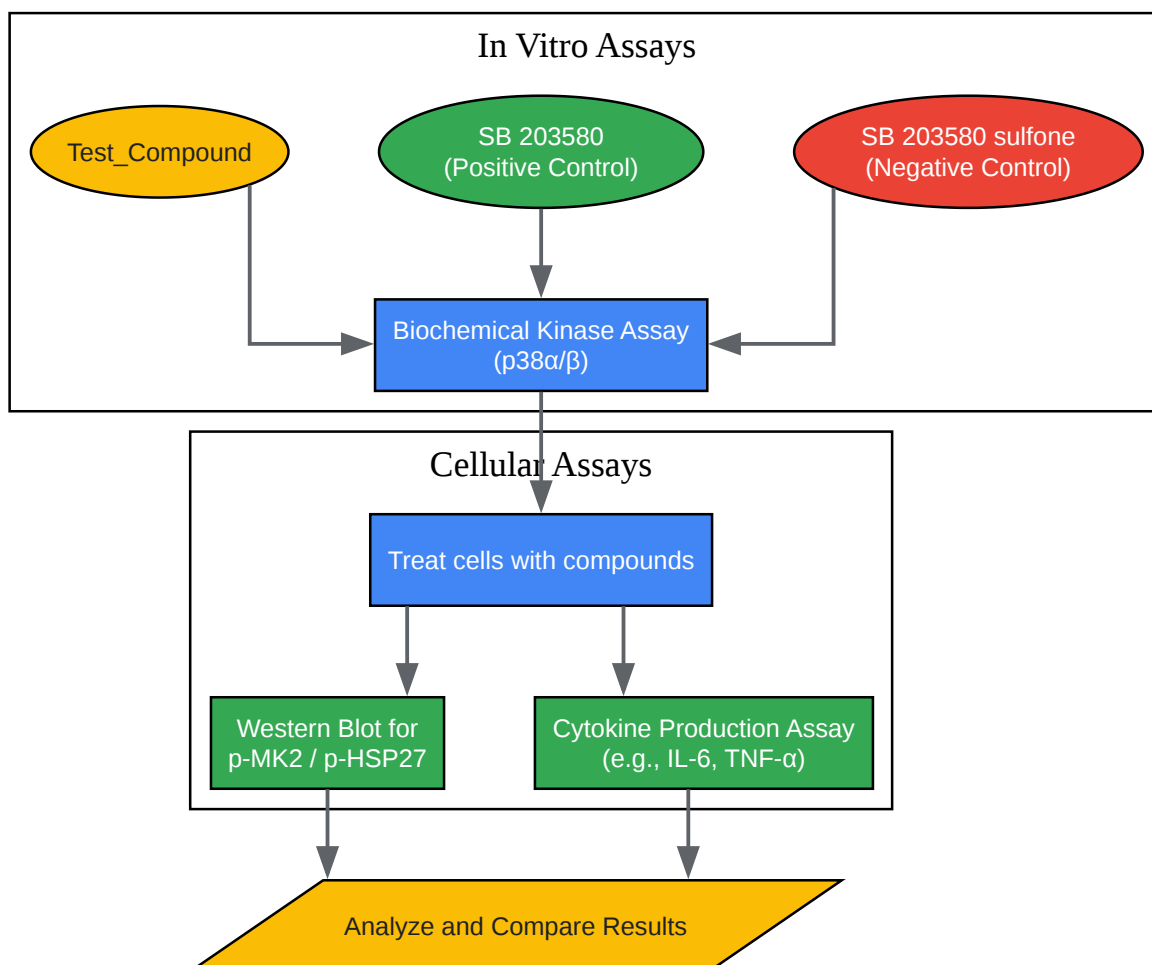 In Vitro Assays
Test_Compound
SB 203580
(Positive Control)
SB 203580 sulfone
(Negative Control)
Biochemical Kinase Assay
(p38α/β)
Cellular Assays
Treat cells with compounds
Western Blot for
p-MK2 / p-HSP27
Cytokine Production Assay
(e.g., IL-6, TNF-α)
Analyze and Compare Results